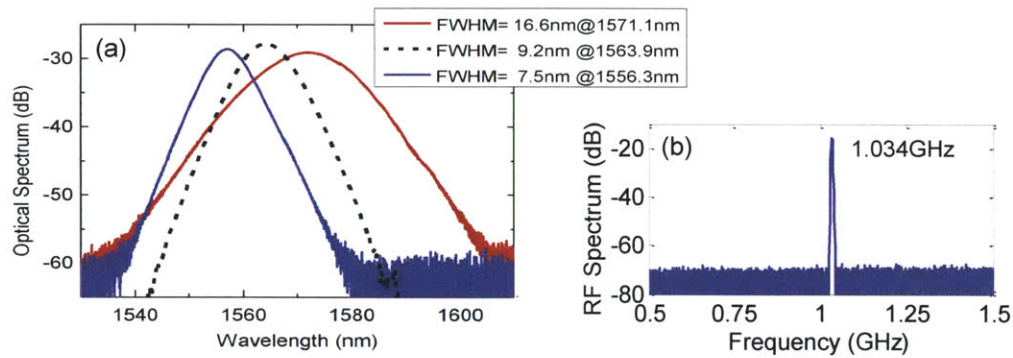 FWHM= 16.6nm@1571.1nm
FWHM= 9.2nm@1563.9nm
FWHM= 7.5nm @1556.3nm
(a)
-30
-40
-50
-60
Optical Spectrum (dB)
1540 1560 1580 1600
Wavelength (nm)
(b)
1.034GHz
-20
-40
-60
-80
RF Spectrum (dB)
0.5 0.75 1 1.25 1.5
Frequency (GHz)